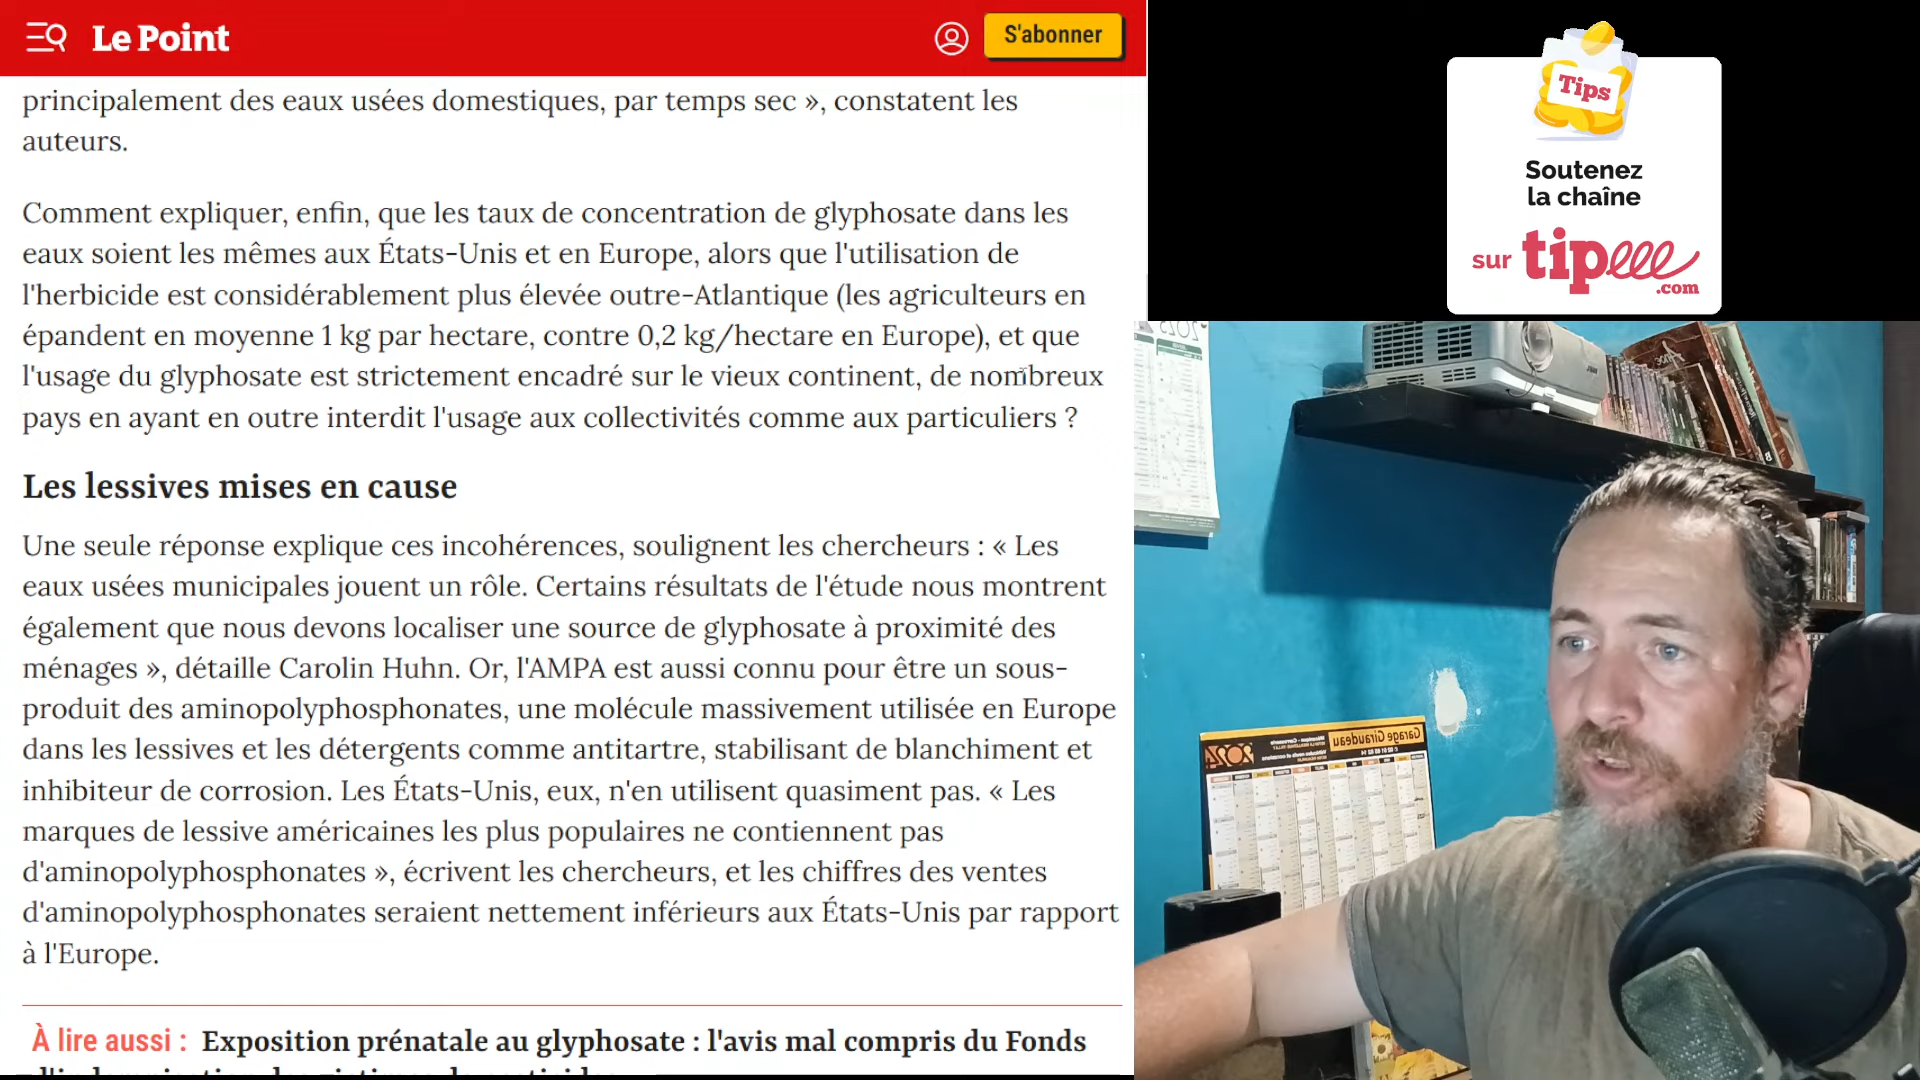 Le Point
S'abonner
principalement des eaux usées domestiques, par temps sec », constatent les
auteurs.
Comment expliquer, enfin, que les taux de concentration de glyphosate dans les
eaux soient les mêmes aux États-Unis et en Europe, alors que l'utilisation de
l'herbicide est considérablement plus élevée outre-Atlantique (les agriculteurs en
épandent en moyenne 1 kg par hectare, contre 0,2 kg/hectare en Europe), et que
l'usage du glyphosate est strictement encadré sur le vieux continent, de nombreux
pays en ayant en outre interdit l'usage aux collectivités comme aux particuliers ?
Les lessives mises en cause
Une seule réponse explique ces incohérences, soulignent les chercheurs : « Les
eaux usées municipales jouent un rôle. Certains résultats de l'étude nous montrent
également que nous devons localiser une source de glyphosate à proximité des
ménages », détaille Carolin Huhn. Or, l'AMPA est aussi connu pour être un sous-
produit des aminopolyphosphonates, une molécule massivement utilisée en Europe
dans les lessives et les détergents comme antitartre, stabilisant de blanchiment et
inhibiteur de corrosion. Les États-Unis, eux, n'en utilisent quasiment pas. « Les
marques de lessive américaines les plus populaires ne contiennent pas
d'aminopolyphosphonates », écrivent les chercheurs, et les chiffres des ventes
d'aminopolyphosphonates seraient nettement inférieurs aux États-Unis par rapport
à l'Europe.
À lire aussi : Exposition prénatale au glyphosate : l'avis mal compris du Fonds
Tips
Soutenez
la chaîne
sur tipeee
.com
2025
Garage Giraudeau
2024